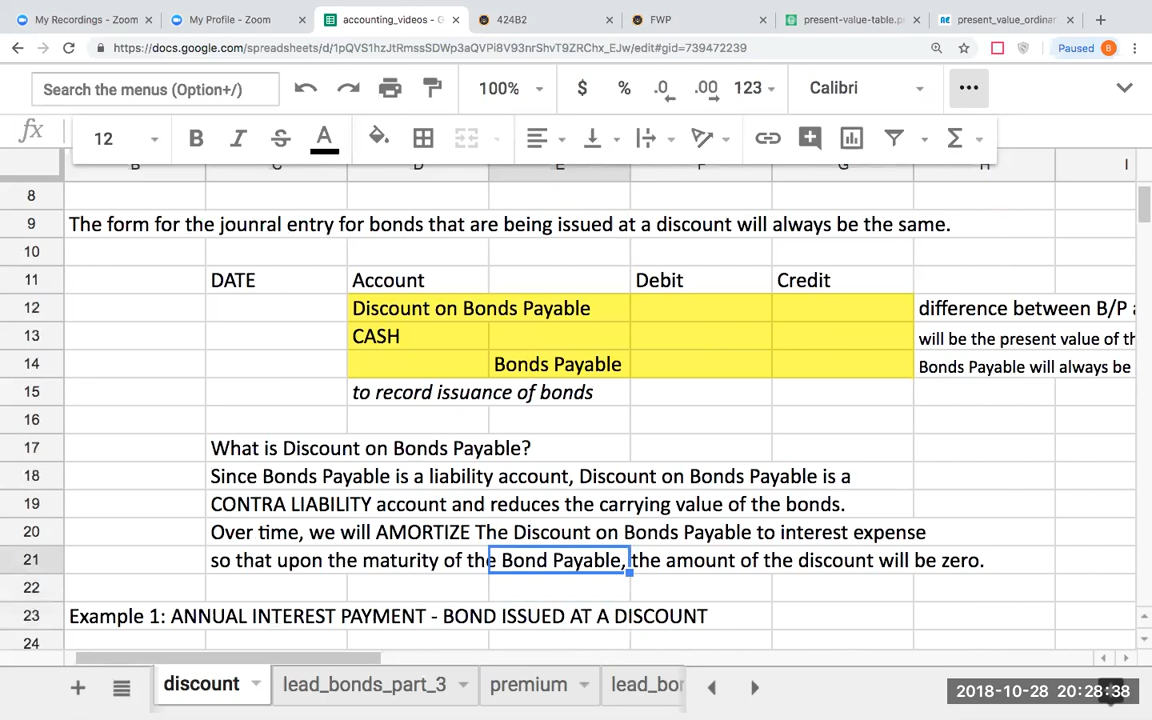 My Recordings - Zoom
My Profile - Zoom
accounting_videos - G
424B2
FWP
present-value-table.p
AE present_value_ordinar
https://docs.google.com/spreadsheets/d/1pQVS1hzJtRmssSDWp3aQVPi8V93nrShvT9ZRChx_EJw/edit#gid=739472239
Paused B
Search the menus (Option+/)
100% $ % .0 .00 123 Calibri
fx
12 B I S A Σ
B C D E F G H I
8
9 The form for the jounral entry for bonds that are being issued at a discount will always be the same.
10
11 DATE Account Debit Credit
12 Discount on Bonds Payable difference between B/P
13 CASH will be the present value of
14 Bonds Payable Bonds Payable will always be
15 to record issuance of bonds
16
17 What is Discount on Bonds Payable?
18 Since Bonds Payable is a liability account, Discount on Bonds Payable is a
19 CONTRA LIABILITY account and reduces the carrying value of the bonds.
20 Over time, we will AMORTIZE The Discount on Bonds Payable to interest expense
21 so that upon the maturity of the Bond Payable, the amount of the discount will be zero.
22
23 Example 1: ANNUAL INTEREST PAYMENT - BOND ISSUED AT A DISCOUNT
24
discount lead_bonds_part_3 premium lead_bor
2018-10-28 20:28:38